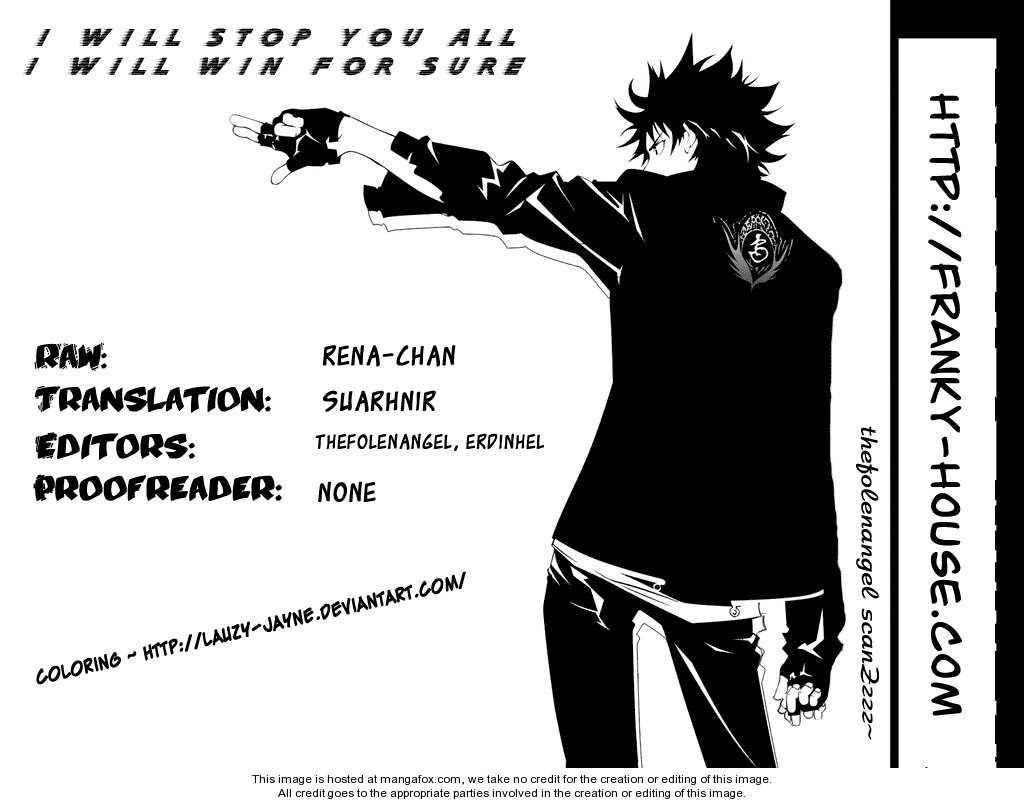 I WILL STOP YOU ALL
I WILL WIN FOR SURE
RAW: RENA-CHAN
TRANSLATION: SUARHNIR
EDITORS: THEFOLENANGEL, ERDINHEL
PROOFREADER: NONE
COLORING ~ HTTP://LAUZY-JAYNE.DEVIANTART.COM/
thefolenangel scanZzzz~
HTTP://FRANKY-HOUSE.COM
This image is hosted at mangafox.com, we take no credit for the creation or editing of this image.
All credit goes to the appropriate parties involved in the creation or editing of this image.